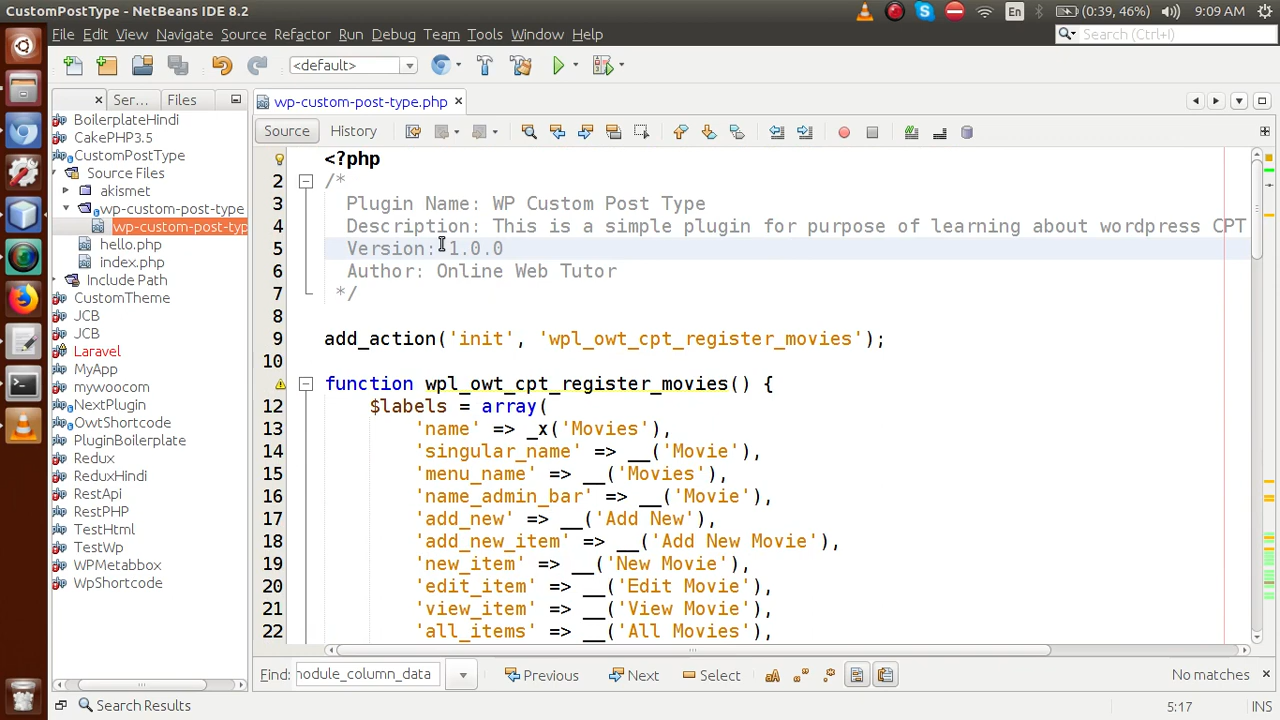 CustomPostType - NetBeans IDE 8.2
En
(0:39, 46%)
9:09 AM
File Edit View Navigate Source Refactor Run Debug Team Tools Window Help
Search (Ctrl+I)
<default>
Ser...
Files
wp-custom-post-type.php
BoilerplateHindi
CakePHP3.5
CustomPostType
Source Files
akismet
wp-custom-post-type
wp-custom-post-typ
hello.php
index.php
Include Path
CustomTheme
JCB
JCB
Laravel
MyApp
mywoocom
NextPlugin
OwtShortcode
PluginBoilerplate
Redux
ReduxHindi
RestApi
RestPHP
TestHtml
TestWp
WPMetabbox
WpShortcode
Source History
<?php
2 /*
3 Plugin Name: WP Custom Post Type
4 Description: This is a simple plugin for purpose of learning about wordpress CPT
5 Version: 1.0.0
6 Author: Online Web Tutor
7 */
8
9 add_action('init', 'wpl_owt_cpt_register_movies');
10
function wpl_owt_cpt_register_movies() {
12 $labels = array(
13 'name' => _x('Movies'),
14 'singular_name' => __('Movie'),
15 'menu_name' => __('Movies'),
16 'name_admin_bar' => __('Movie'),
17 'add_new' => __('Add New'),
18 'add_new_item' => __('Add New Movie'),
19 'new_item' => __('New Movie'),
20 'edit_item' => __('Edit Movie'),
21 'view_item' => __('View Movie'),
22 'all_items' => __('All Movies'),
Find: nodule_column_data Previous Next Select No matches
Search Results
5:17
INS